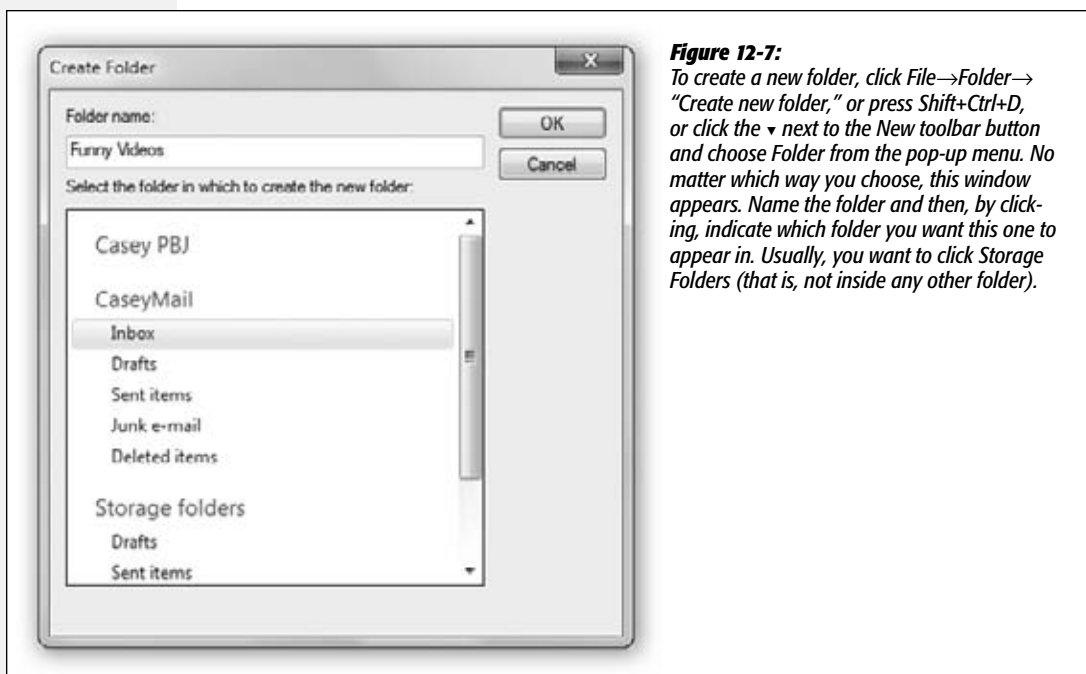 Create Folder
Folder name:
OK
Funny Videos
Cancel
Select the folder in which to create the new folder:
Casey PBJ
CaseyMail
Inbox
Drafts
Sent items
Junk e-mail
Deleted items
Storage folders
Drafts
Sent items
Figure 12-7:
To create a new folder, click File→Folder→
“Create new folder,” or press Shift+Ctrl+D,
or click the ▾ next to the New toolbar button
and choose Folder from the pop-up menu. No
matter which way you choose, this window
appears. Name the folder and then, by click-
ing, indicate which folder you want this one to
appear in. Usually, you want to click Storage
Folders (that is, not inside any other folder).